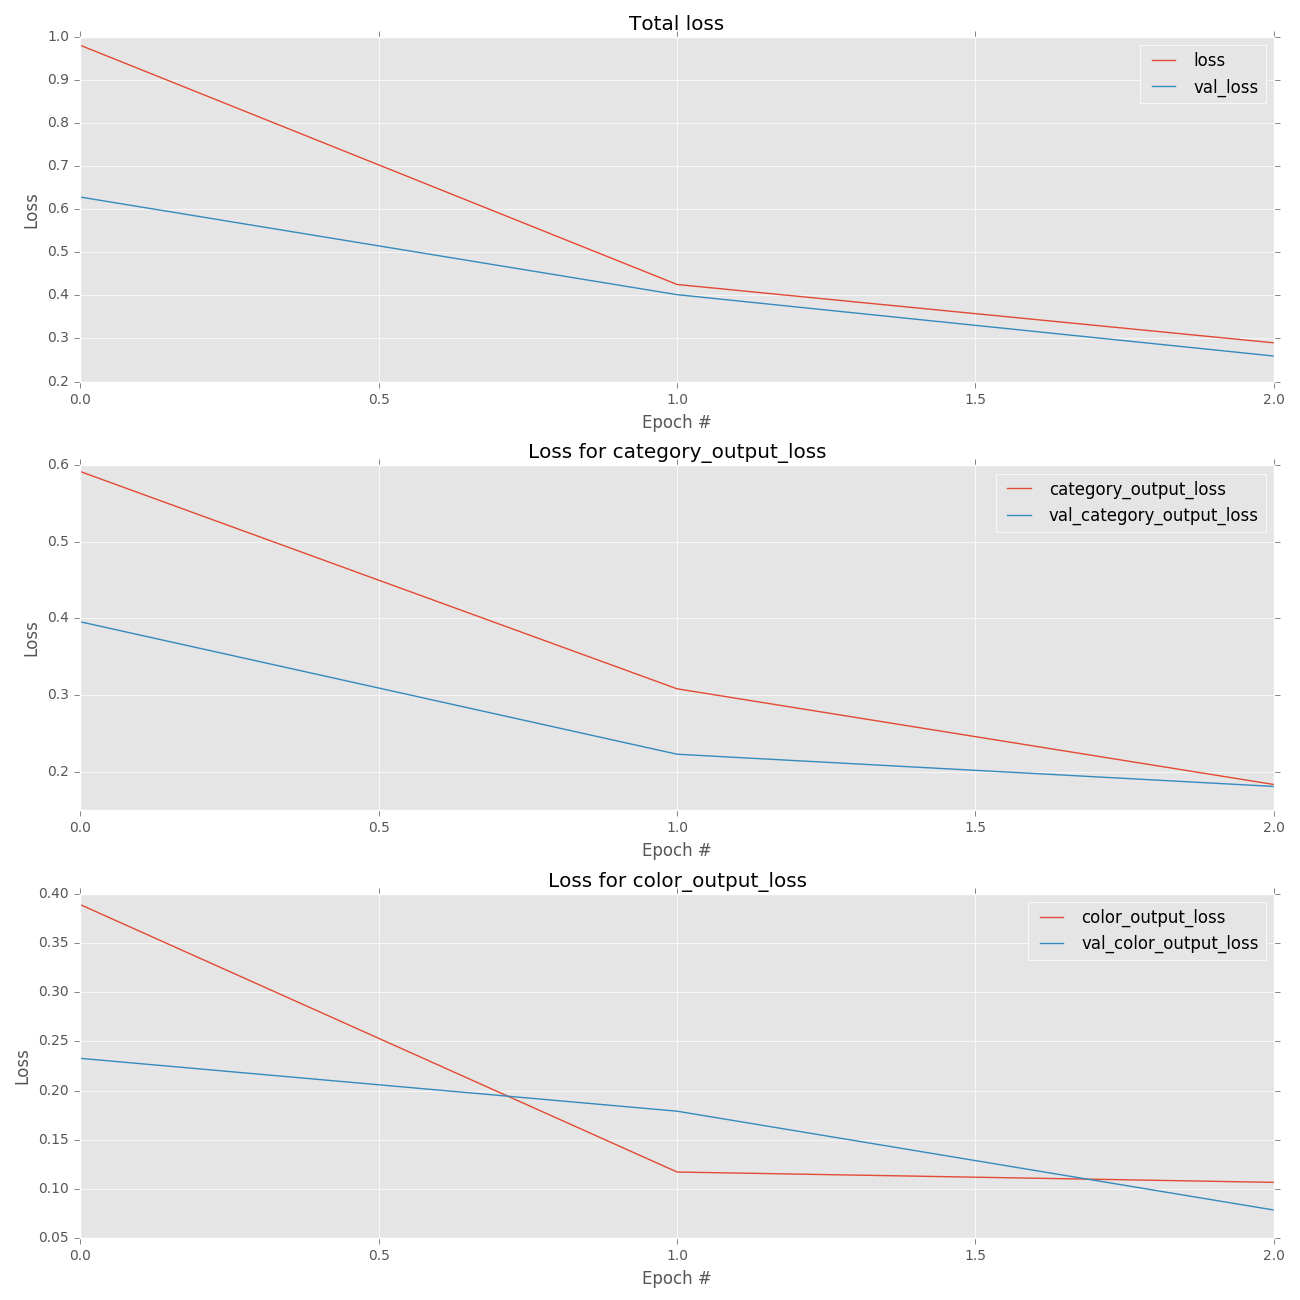 Total loss
1.0
0.9
0.8
0.7
0.6
0.5
0.4
0.3
0.2
Loss
loss
val_loss
0.0 0.5 1.0 1.5 2.0
Epoch #
Loss for category_output_loss
0.6
0.5
0.4
0.3
0.2
Loss
category_output_loss
val_category_output_loss
0.0 0.5 1.0 1.5 2.0
Epoch #
Loss for color_output_loss
0.40
0.35
0.30
0.25
0.20
0.15
0.10
0.05
Loss
color_output_loss
val_color_output_loss
0.0 0.5 1.0 1.5 2.0
Epoch #